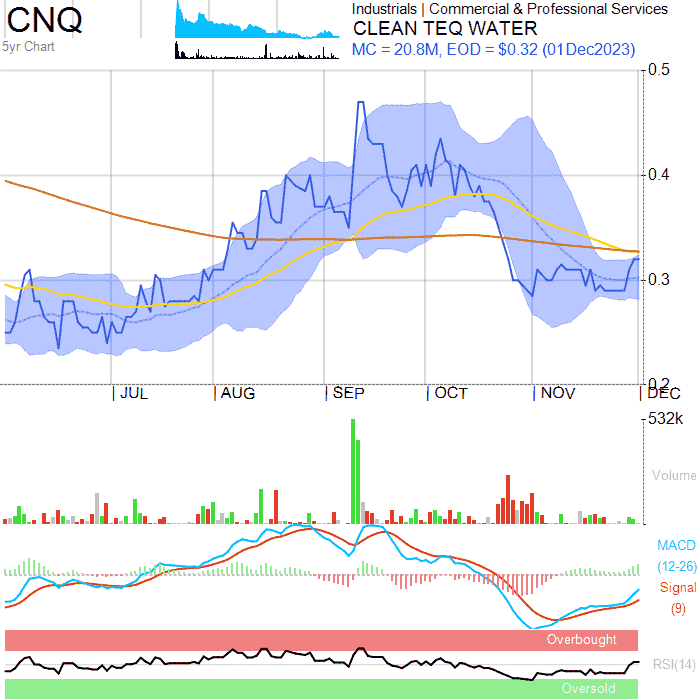 CNQ
5yr Chart
Industrials | Commercial & Professional Services
CLEAN TEQ WATER
MC = 20.8M, EOD = $0.32 (01Dec2023)
0.5
0.4
0.3
0.2
| JUL | AUG | SEP | OCT | NOV | DEC
532k
Volume
MACD
(12-26)
Signal
(9)
Overbought
RSI(14)
Oversold